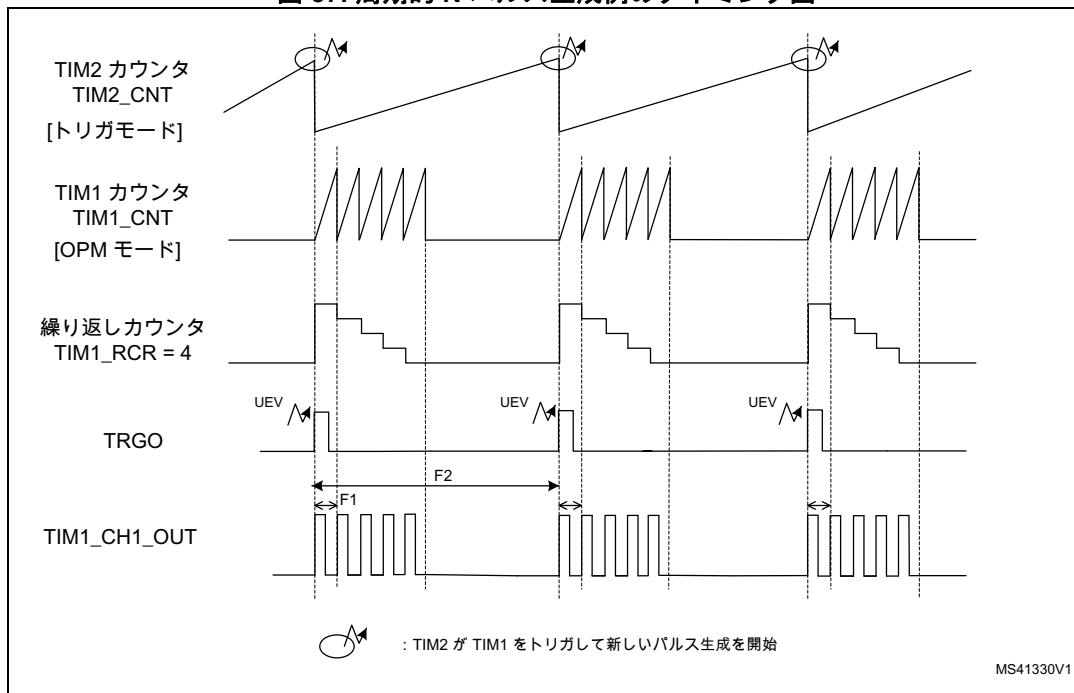 TIM2 カウンタ
TIM2_CNT
[トリガモード]
TIM1 カウンタ
TIM1_CNT
[OPM モード]
繰り返しカウンタ
TIM1_RCR = 4
UEV
UEV
UEV
TRGO
F2
F1
TIM1_CH1_OUT
: TIM2 が TIM1 をトリガして新しいパルス生成を開始
MS41330V1